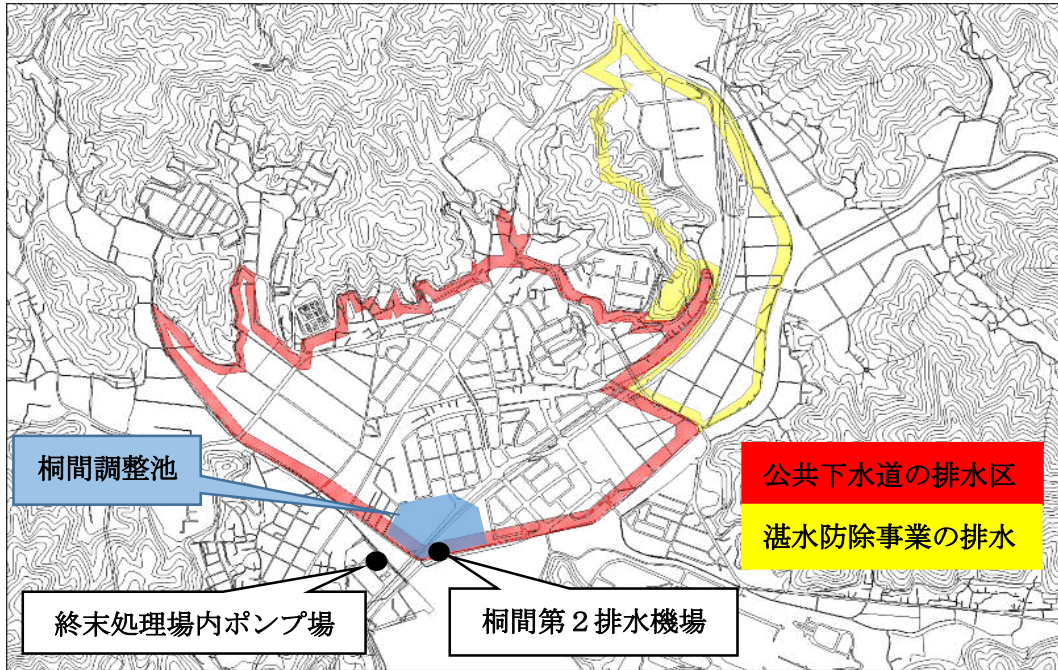 桐間調整池
公共下水道の排水区
湛水防除事業の排水
終末処理場内ポンプ場
桐間第２排水機場